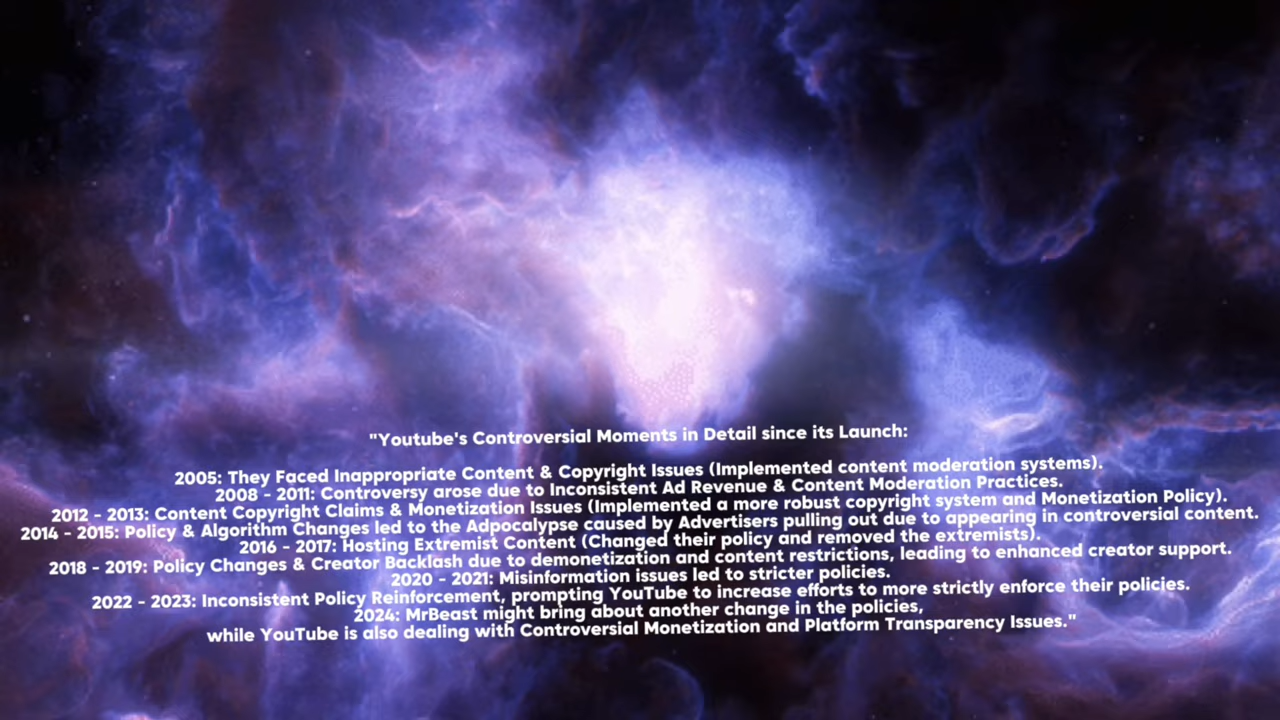 "Youtube's Controversial Moments in Detail since its Launch:
2005: They Faced Inappropriate Content & Copyright Issues (Implemented content moderation systems).
2008 - 2011: Controversy arose due to Inconsistent Ad Revenue & Content Moderation Practices.
2012 - 2013: Content Copyright Claims & Monetization Issues (Implemented a more robust copyright system and Monetization Policy).
2014 - 2015: Policy & Algorithm Changes led to the Adpocalypse caused by Advertisers pulling out due to appearing in controversial content.
2016 - 2017: Hosting Extremist Content (Changed their policy and removed the extremists).
2018 - 2019: Policy Changes & Creator Backlash due to demonetization and content restrictions, leading to enhanced creator support.
2020 - 2021: Misinformation issues led to stricter policies.
2022 - 2023: Inconsistent Policy Reinforcement, prompting YouTube to increase efforts to more strictly enforce their policies.
2024: MrBeast might bring about another change in the policies,
while YouTube is also dealing with Controversial Monetization and Platform Transparency Issues."